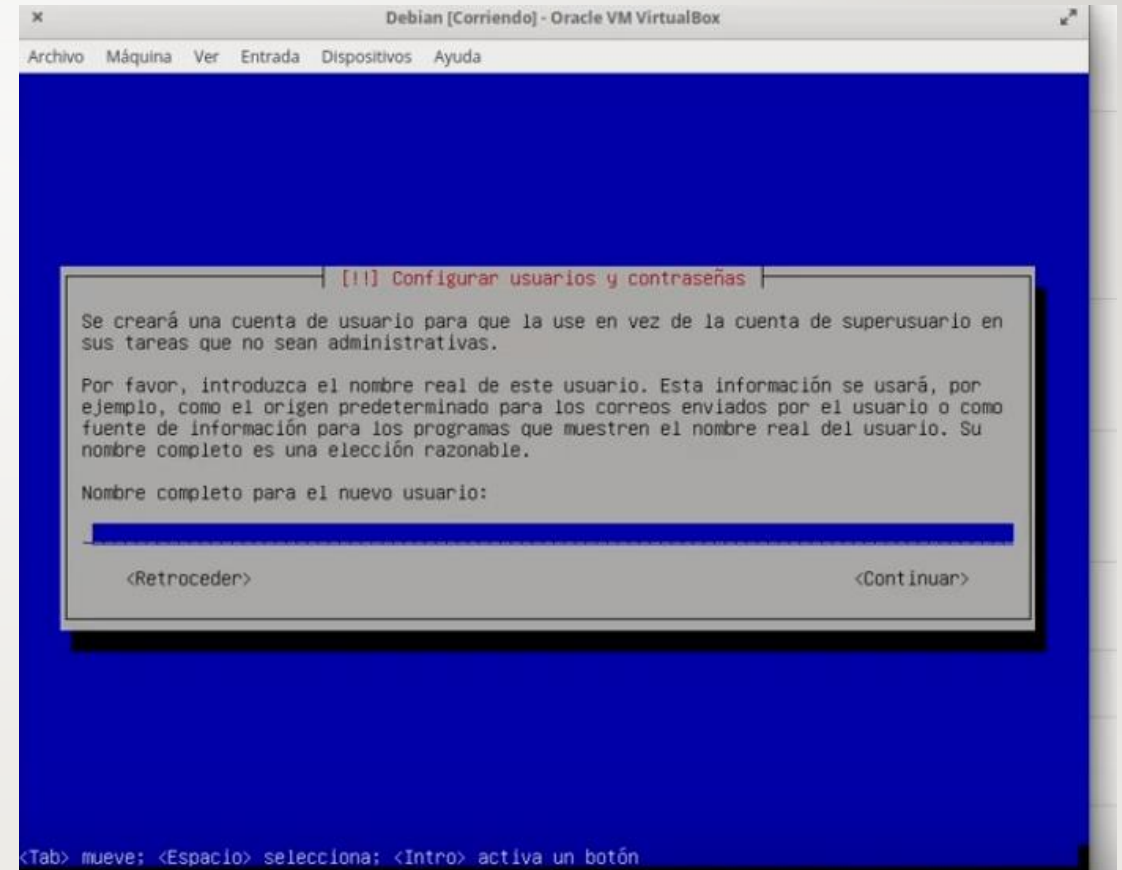 Debian [Corriendo] - Oracle VM VirtualBox
Archivo Máquina Ver Entrada Dispositivos Ayuda
[!!] Configurar usuarios y contraseñas
Se creará una cuenta de usuario para que la use en vez de la cuenta de superusuario en
sus tareas que no sean administrativas.
Por favor, introduzca el nombre real de este usuario. Esta información se usará, por
ejemplo, como el origen predeterminado para los correos enviados por el usuario o como
fuente de información para los programas que muestren el nombre real del usuario. Su
nombre completo es una elección razonable.
Nombre completo para el nuevo usuario:
<Retroceder> <Continuar>
<Tab> mueve; <Espacio> selecciona; <Intro> activa un botón